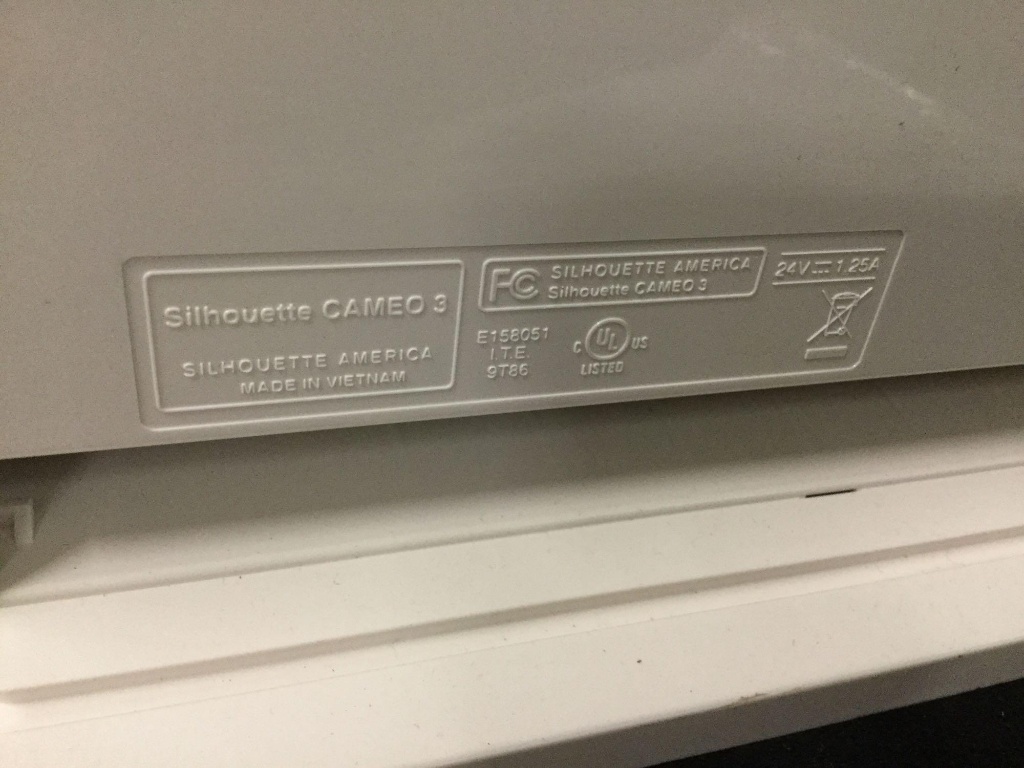 Silhouette CAMEO 3
SILHOUETTE AMERICA
MADE IN VIETNAM
FC SILHOUETTE AMERICA
Silhouette CAMEO 3
E158051
I.T.E.
9T86
C UL US
LISTED
24V⎓1.25A